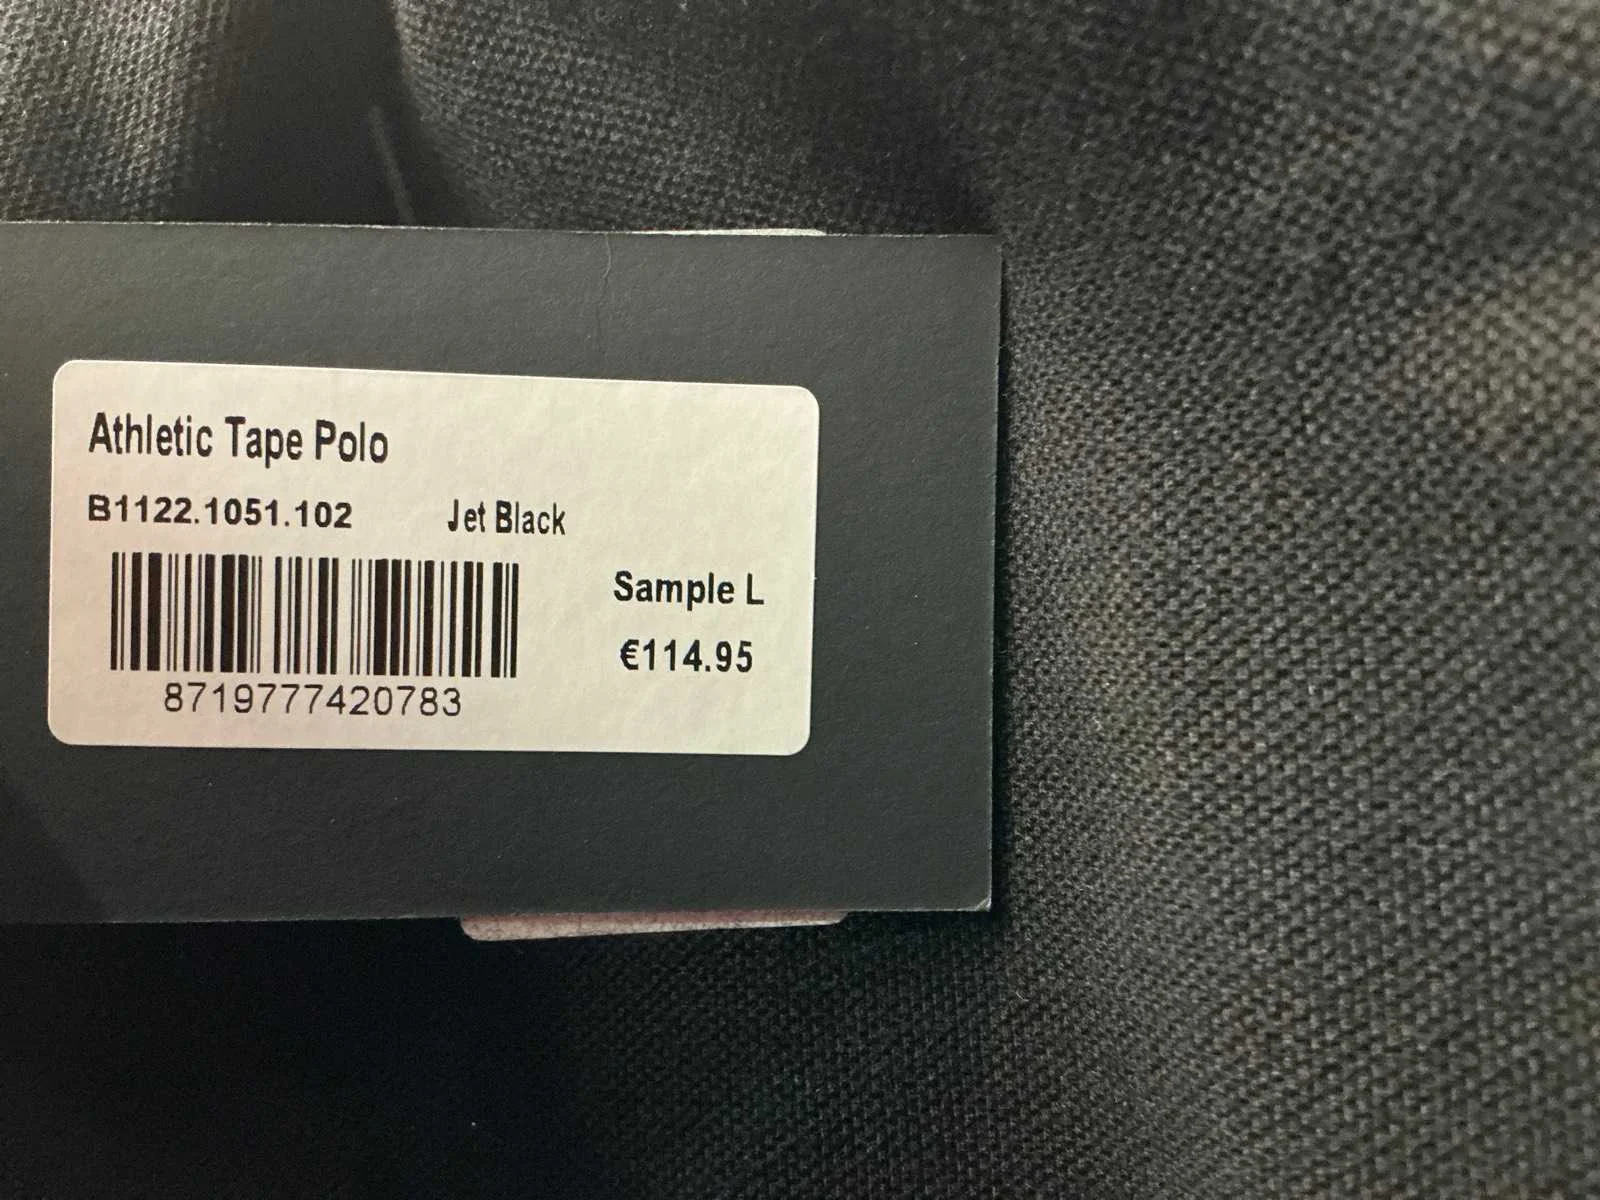 Athletic Tape Polo
B1122.1051.102 Jet Black
Sample L
€114.95
8719777420783